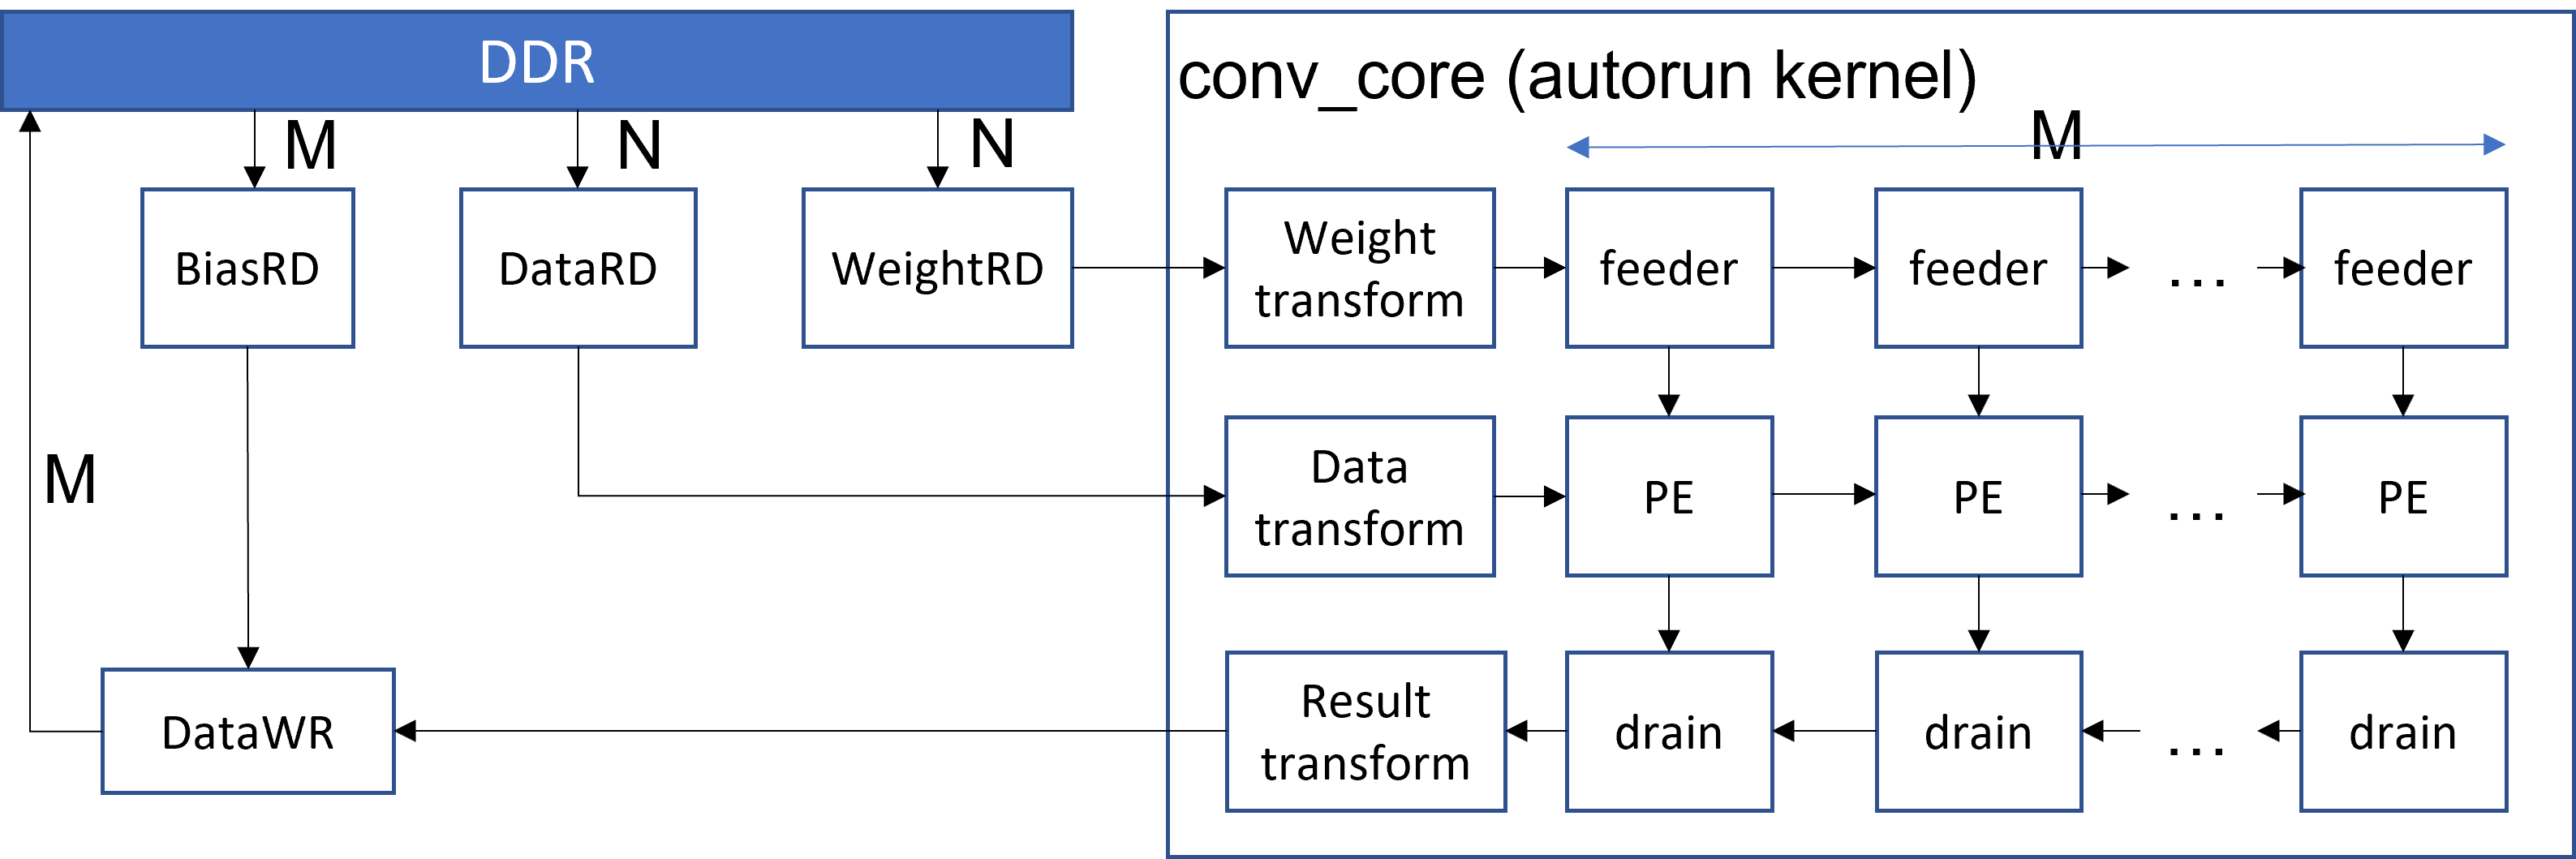 DDR
conv_core (autorun kernel)
M
N
N
M
BiasRD
DataRD
WeightRD
Weight
transform
feeder
feeder
...
feeder
M
Data
transform
PE
PE
...
PE
DataWR
Result
transform
drain
drain
...
drain